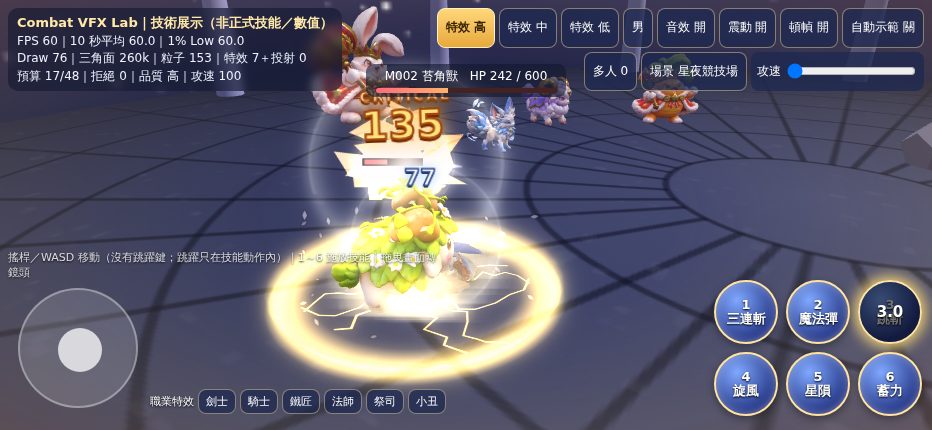 Combat VFX Lab｜技術展示（非正式技能／數值）
FPS 60｜10 秒平均 60.0｜1% Low 60.0
Draw 76｜三角面 260k｜粒子 153｜特效 7＋投射 0
預算 17/48｜拒絕 0｜品質 高｜攻速 100
特效 高
特效 中
特效 低
男
音效 開
震動 開
頓幀 開
自動示範 關
多人 0
場景 星夜競技場
攻速
M002 苔角獸 HP 242 / 600
CRITICAL
135
77
搖桿／WASD 移動（沒有跳躍鍵；跳躍只在技能動作內）｜1～6
鏡頭
1
三連斬
2
魔法彈
3.0
4
旋風
5
星隕
6
蓄力
職業特效
劍士
騎士
鐵匠
法師
祭司
小丑